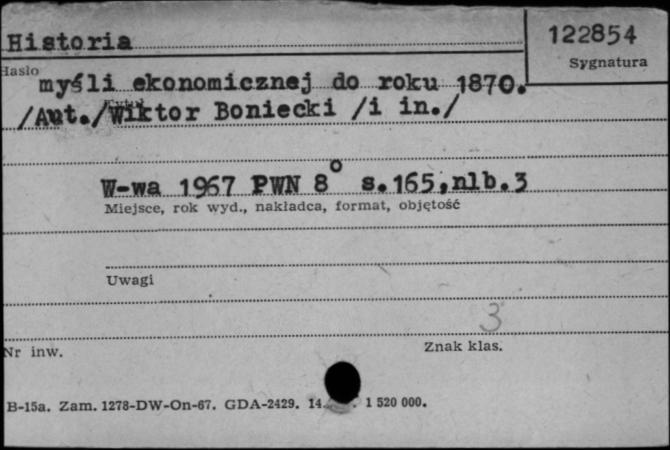 Historia
122854
Hasło
Sygnatura
myśli ekonomicznej do roku 1870.
/Aut./Wiktor Boniecki /i in./
W-wa 1967 PWN 8° s.165,nlb.3
Miejsce, rok wyd., nakładca, format, objętość
Uwagi
3
Nr inw.
Znak klas.
B-15a. Zam. 1278-DW-On-67. GDA-2429. 14. 1 520 000.